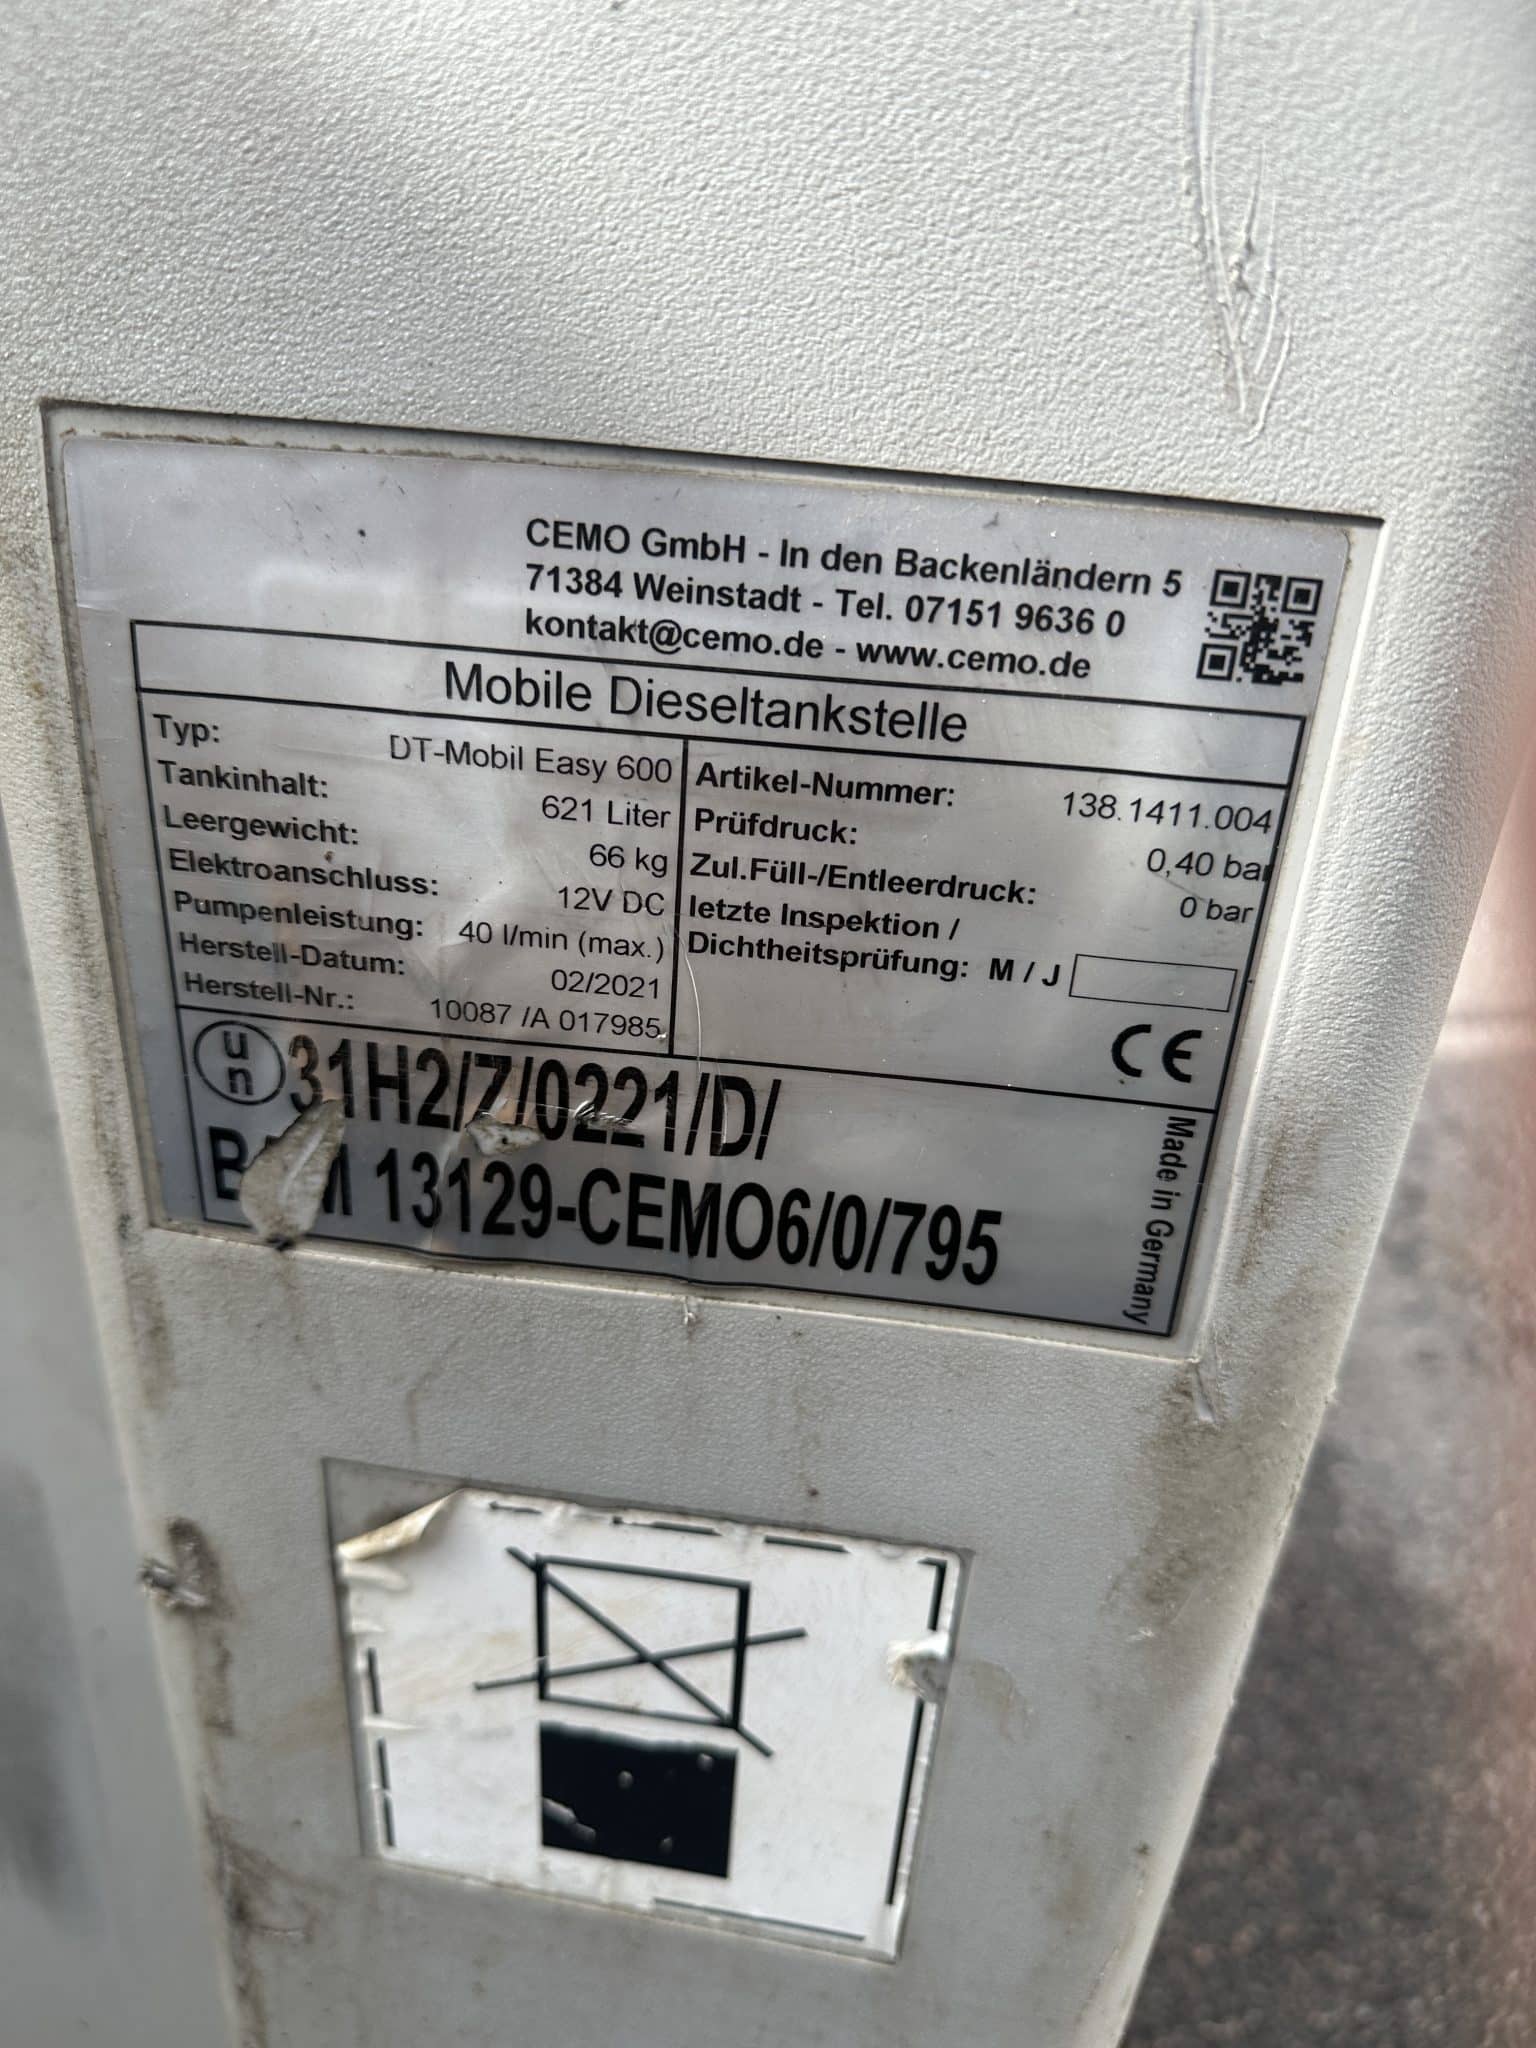 CEMO GmbH - In den Backenländern 5
71384 Weinstadt - Tel. 07151 9636 0
kontakt@cemo.de - www.cemo.de
Mobile Dieseltankstelle
Typ: DT-Mobil Easy 600
Tankinhalt: 621 Liter
Leergewicht: 66 kg
Elektroanschluss: 12V DC
Pumpenleistung: 40 l/min (max.)
Herstell-Datum: 02/2021
Herstell-Nr.: 10087 /A 017985
Artikel-Nummer: 138.1411.004
Prüfdruck: 0,40 bar
Zul.Füll-/Entleerdruck: 0 bar
letzte Inspektion /
Dichtheitsprüfung: M / J
CE
un 31H2/Z/0221/D/
13129-CEMO6/0/795
Made in Germany